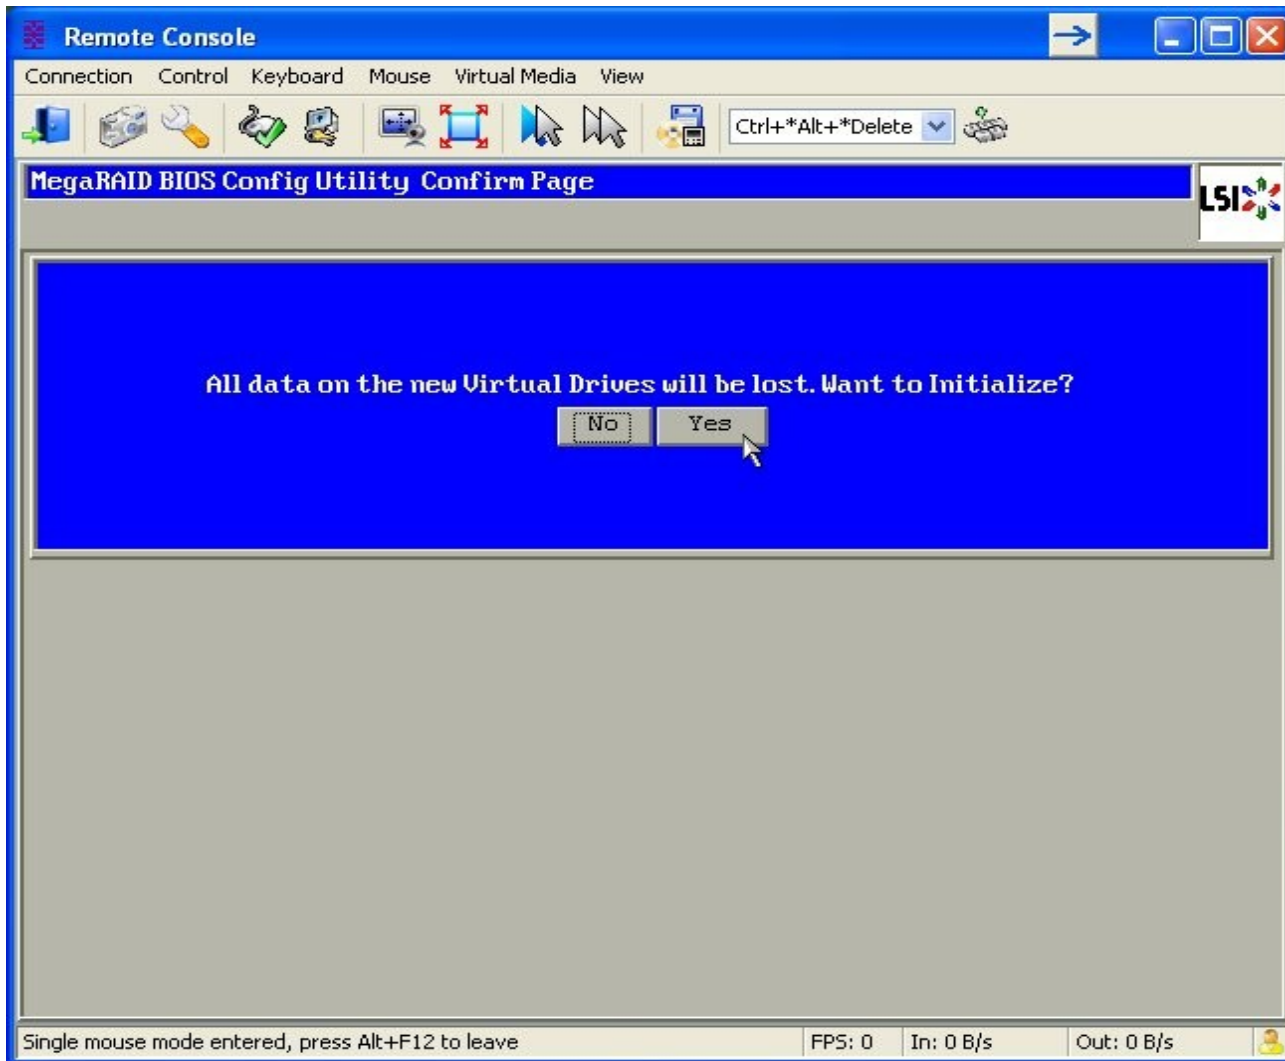 Remote Console
Connection Control Keyboard Mouse Virtual Media View
Ctrl+*Alt+*Delete
MegaRAID BIOS Config Utility Confirm Page
LSI
All data on the new Virtual Drives will be lost. Want to Initialize?
No Yes
Single mouse mode entered, press Alt+F12 to leave FPS: 0 In: 0 B/s Out: 0 B/s